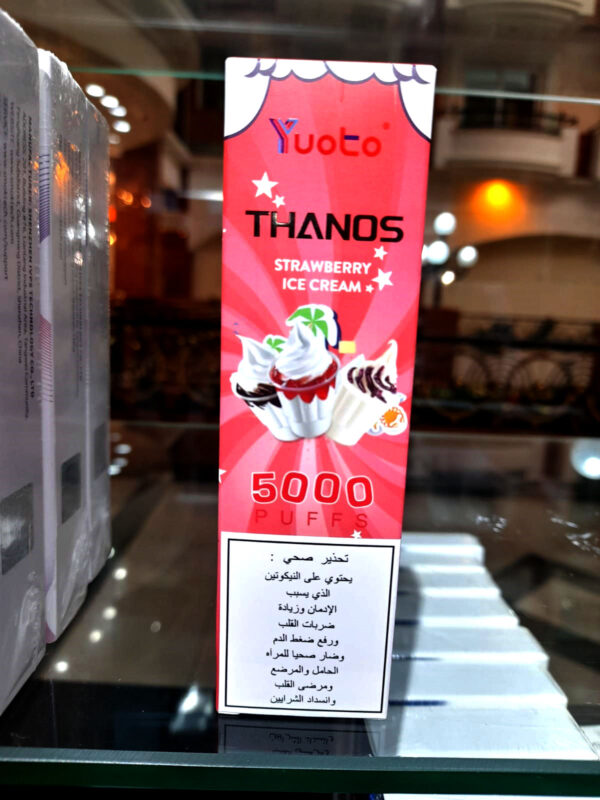 Yuoto
THANOS
STRAWBERRY
ICE CREAM
5000
PUFFS
تحذير صحي :
يحتوي على النيكوتين
الذي يسبب
الإدمان وزيادة
ضربات القلب
ورفع ضغط الدم
وضار صحيا للمراه
الحامل والمرضع
ومرضى القلب
وانسداد الشرايين